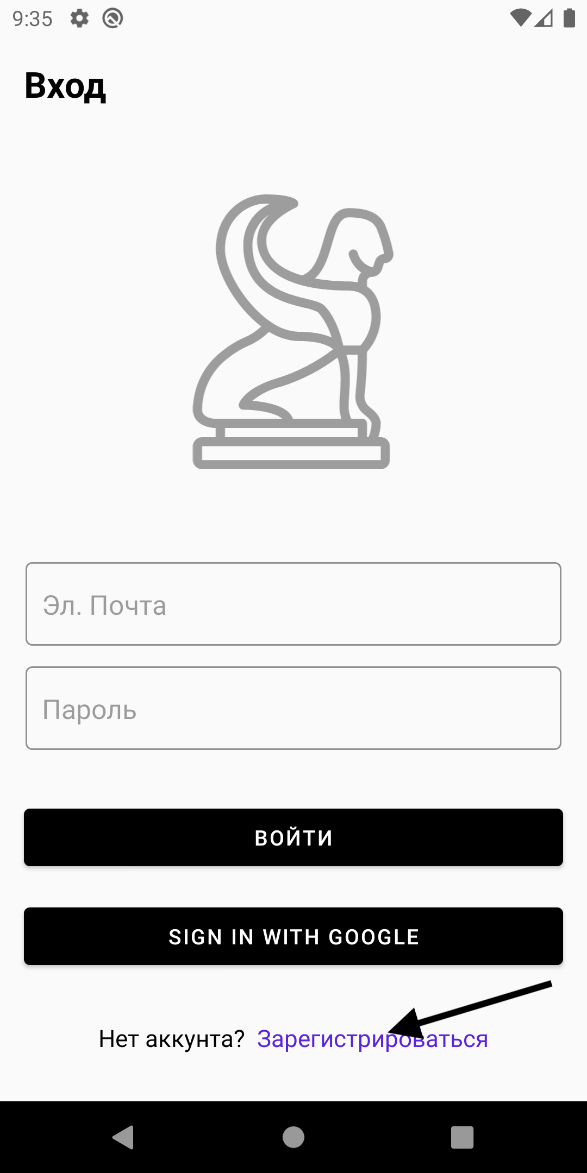 9:35
Вход
Эл. Почта
Пароль
ВОЙТИ
SIGN IN WITH GOOGLE
Нет аккунта? Зарегистрироваться